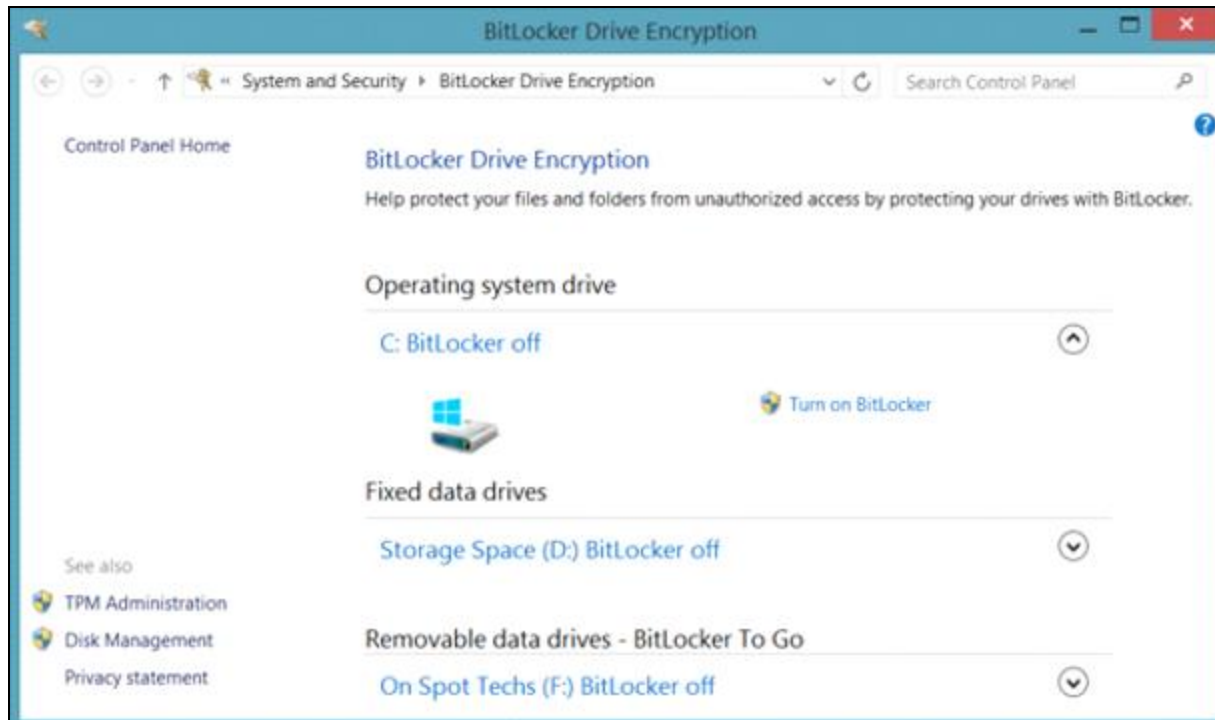 BitLocker Drive Encryption
« System and Security ▸ BitLocker Drive Encryption
Search Control Panel
Control Panel Home
BitLocker Drive Encryption
Help protect your files and folders from unauthorized access by protecting your drives with BitLocker.
Operating system drive
C: BitLocker off
Turn on BitLocker
Fixed data drives
Storage Space (D:) BitLocker off
See also
TPM Administration
Disk Management
Privacy statement
Removable data drives - BitLocker To Go
On Spot Techs (F:) BitLocker off